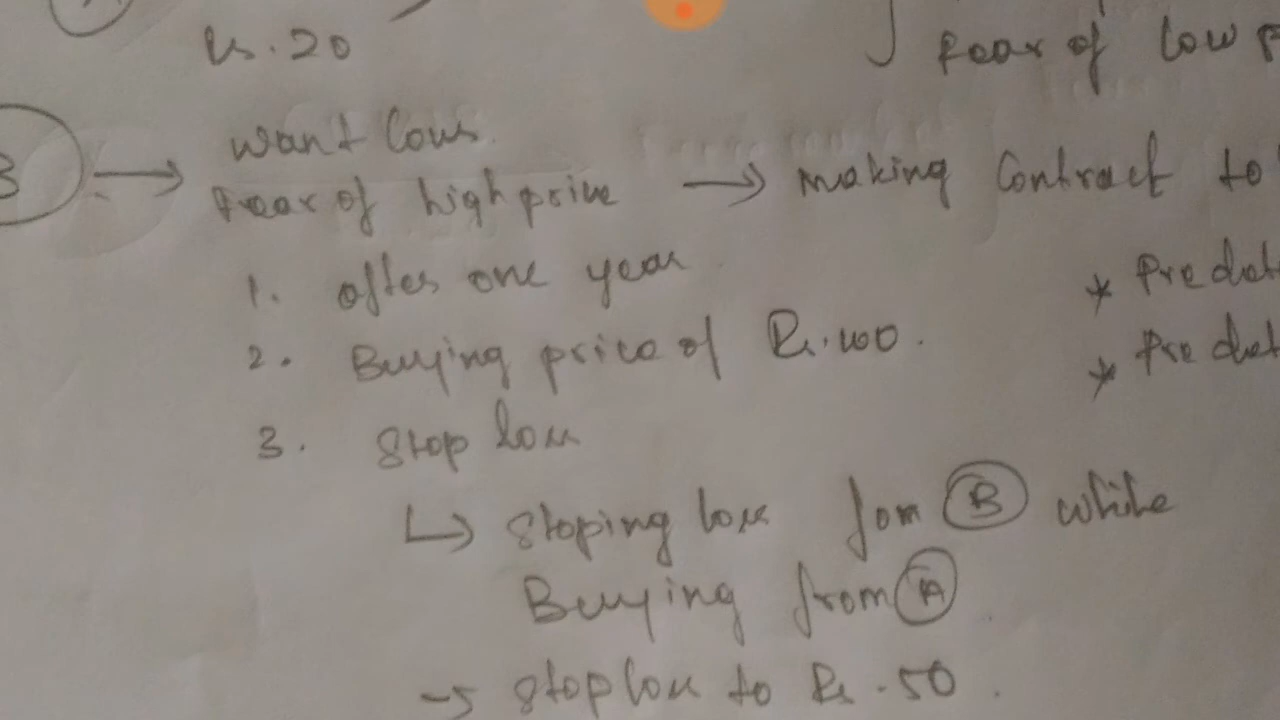 Rs.20
fear of low p
B → want low
fear of high price → making Contract to
1. after one year
* Predict
2. Buying price of Rs.100.
* Predict
3. Stop loss
↳ stoping loss from B while
Buying from A
→ stop loss to Rs.50.